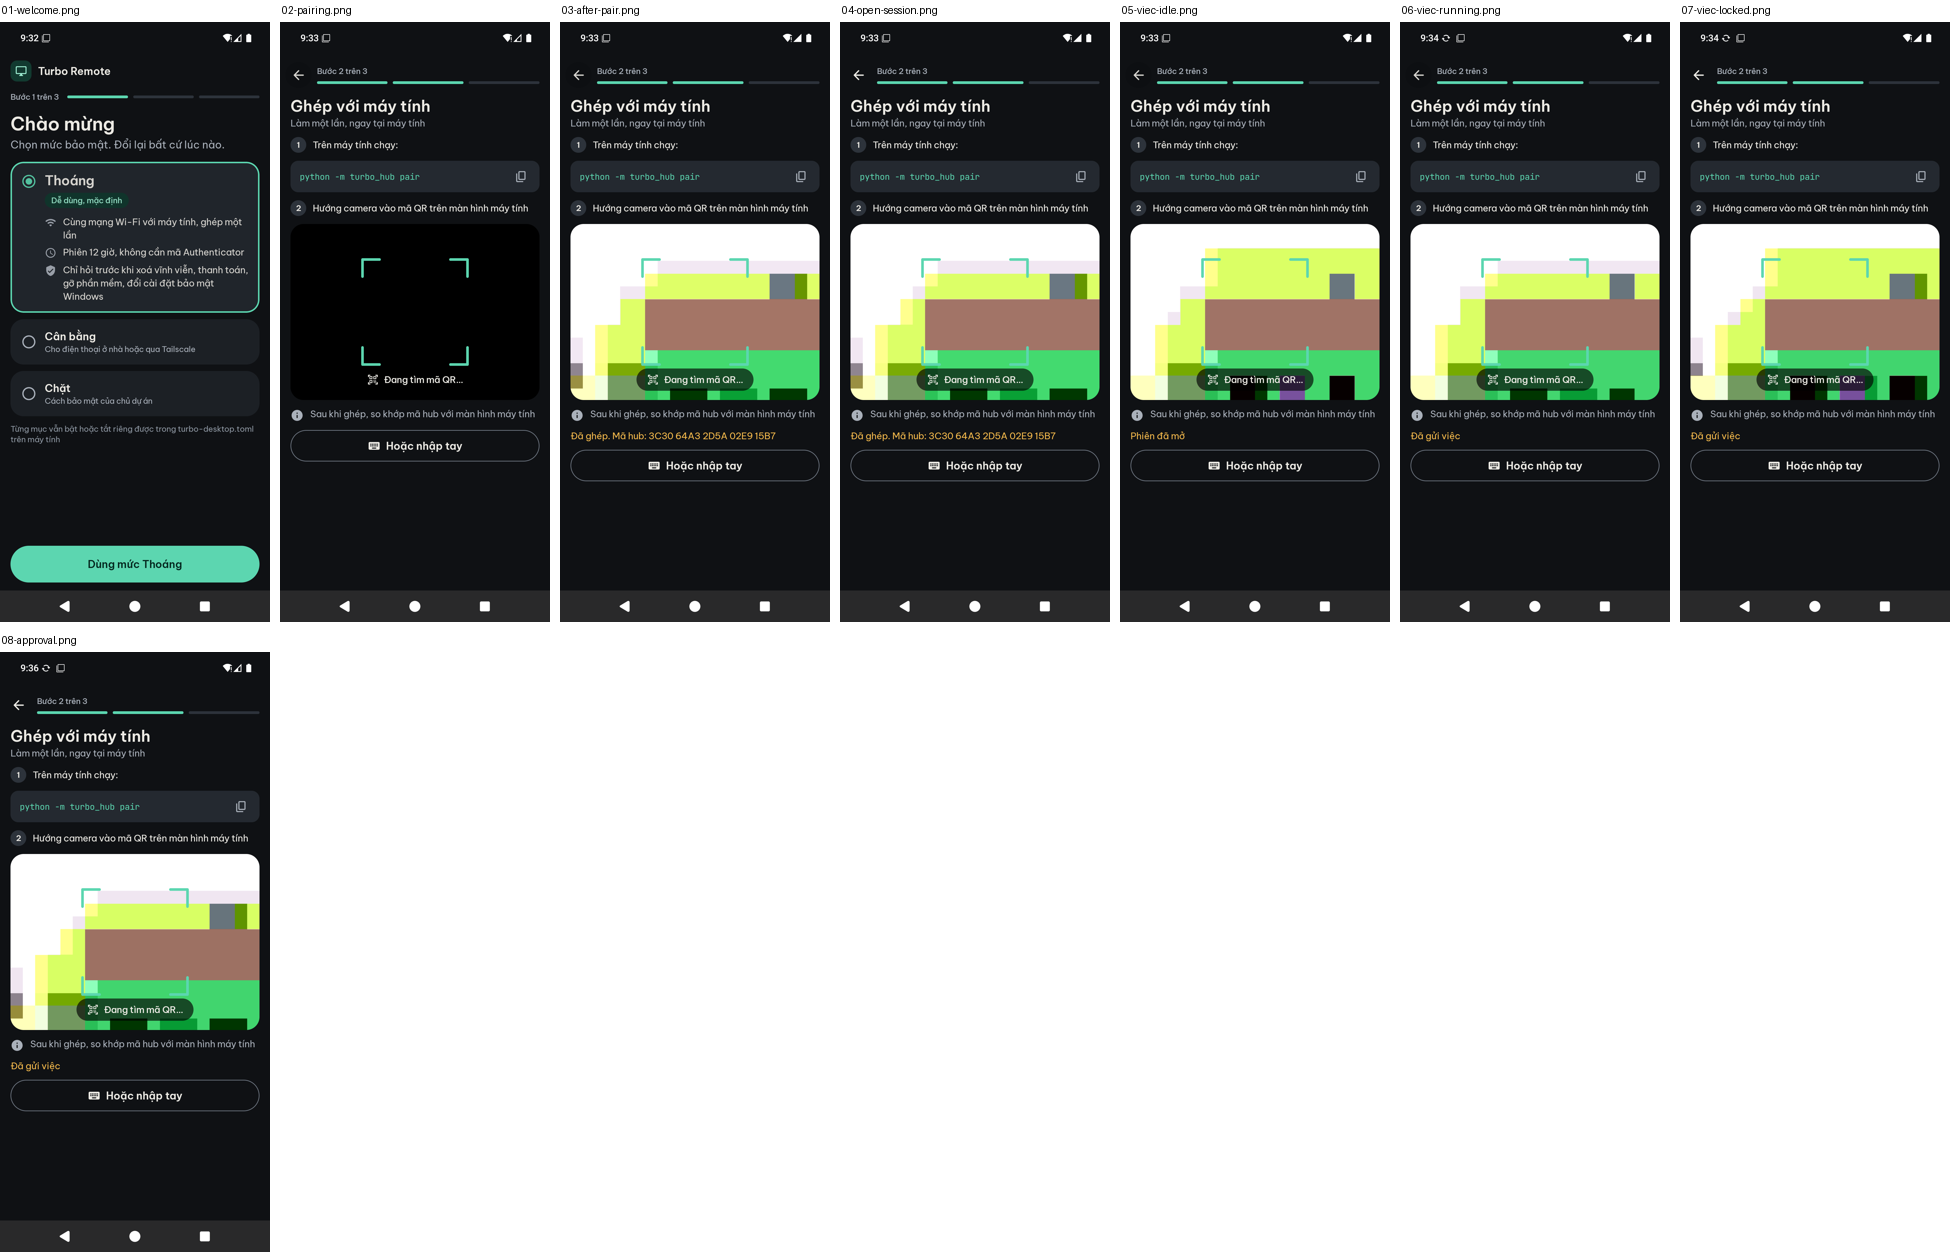 01-welcome.png
9:32
Turbo Remote
Bước 1 trên 3
Chào mừng
Chọn mức bảo mật. Đổi lại bất cứ lúc nào.
Thoáng
Dễ dùng, mặc định
Cùng mạng Wi-Fi với máy tính, ghép một
lần
Phiên 12 giờ, không cần mã Authenticator
Chỉ hỏi trước khi xoá vĩnh viễn, thanh toán,
gỡ phần mềm, đổi cài đặt bảo mật
Windows
Cân bằng
Cho điện thoại ở nhà hoặc qua Tailscale
Chặt
Cách bảo mật của chủ dự án
Từng mục vẫn bật hoặc tắt riêng được trong turbo-desktop.toml
trên máy tính
Dùng mức Thoáng
02-pairing.png
9:33
Bước 2 trên 3
Ghép với máy tính
Làm một lần, ngay tại máy tính
1 Trên máy tính chạy:
python -m turbo_hub pair
2 Hướng camera vào mã QR trên màn hình máy tính
Đang tìm mã QR...
Sau khi ghép, so khớp mã hub với màn hình máy tính
Hoặc nhập tay
03-after-pair.png
9:33
Bước 2 trên 3
Ghép với máy tính
Làm một lần, ngay tại máy tính
1 Trên máy tính chạy:
python -m turbo_hub pair
2 Hướng camera vào mã QR trên màn hình máy tính
Đang tìm mã QR...
Sau khi ghép, so khớp mã hub với màn hình máy tính
Đã ghép. Mã hub: 3C30 64A3 2D5A 02E9 15B7
Hoặc nhập tay
04-open-session.png
9:33
Bước 2 trên 3
Ghép với máy tính
Làm một lần, ngay tại máy tính
1 Trên máy tính chạy:
python -m turbo_hub pair
2 Hướng camera vào mã QR trên màn hình máy tính
Đang tìm mã QR...
Sau khi ghép, so khớp mã hub với màn hình máy tính
Đã ghép. Mã hub: 3C30 64A3 2D5A 02E9 15B7
Hoặc nhập tay
05-viec-idle.png
9:33
Bước 2 trên 3
Ghép với máy tính
Làm một lần, ngay tại máy tính
1 Trên máy tính chạy:
python -m turbo_hub pair
2 Hướng camera vào mã QR trên màn hình máy tính
Đang tìm mã QR...
Sau khi ghép, so khớp mã hub với màn hình máy tính
Phiên đã mở
Hoặc nhập tay
06-viec-running.png
9:34
Bước 2 trên 3
Ghép với máy tính
Làm một lần, ngay tại máy tính
1 Trên máy tính chạy:
python -m turbo_hub pair
2 Hướng camera vào mã QR trên màn hình máy tính
Đang tìm mã QR...
Sau khi ghép, so khớp mã hub với màn hình máy tính
Đã gửi việc
Hoặc nhập tay
07-viec-locked.png
9:34
Bước 2 trên 3
Ghép với máy tính
Làm một lần, ngay tại máy tính
1 Trên máy tính chạy:
python -m turbo_hub pair
2 Hướng camera vào mã QR trên màn hình máy tính
Đang tìm mã QR...
Sau khi ghép, so khớp mã hub với màn hình máy tính
Đã gửi việc
Hoặc nhập tay
08-approval.png
9:36
Bước 2 trên 3
Ghép với máy tính
Làm một lần, ngay tại máy tính
1 Trên máy tính chạy:
python -m turbo_hub pair
2 Hướng camera vào mã QR trên màn hình máy tính
Đang tìm mã QR...
Sau khi ghép, so khớp mã hub với màn hình máy tính
Đã gửi việc
Hoặc nhập tay